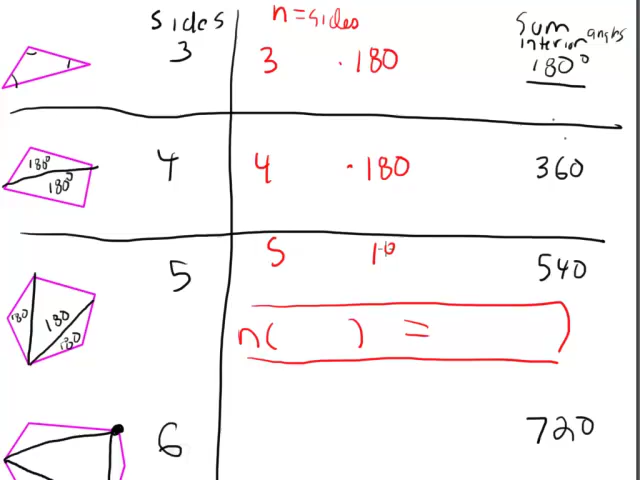 sides
n = sides
Sum
interior angles
3
3 · 180
180°
180°
180°
4
4 · 180
360
5
5
540
180
180
180
n( ) =
6
720